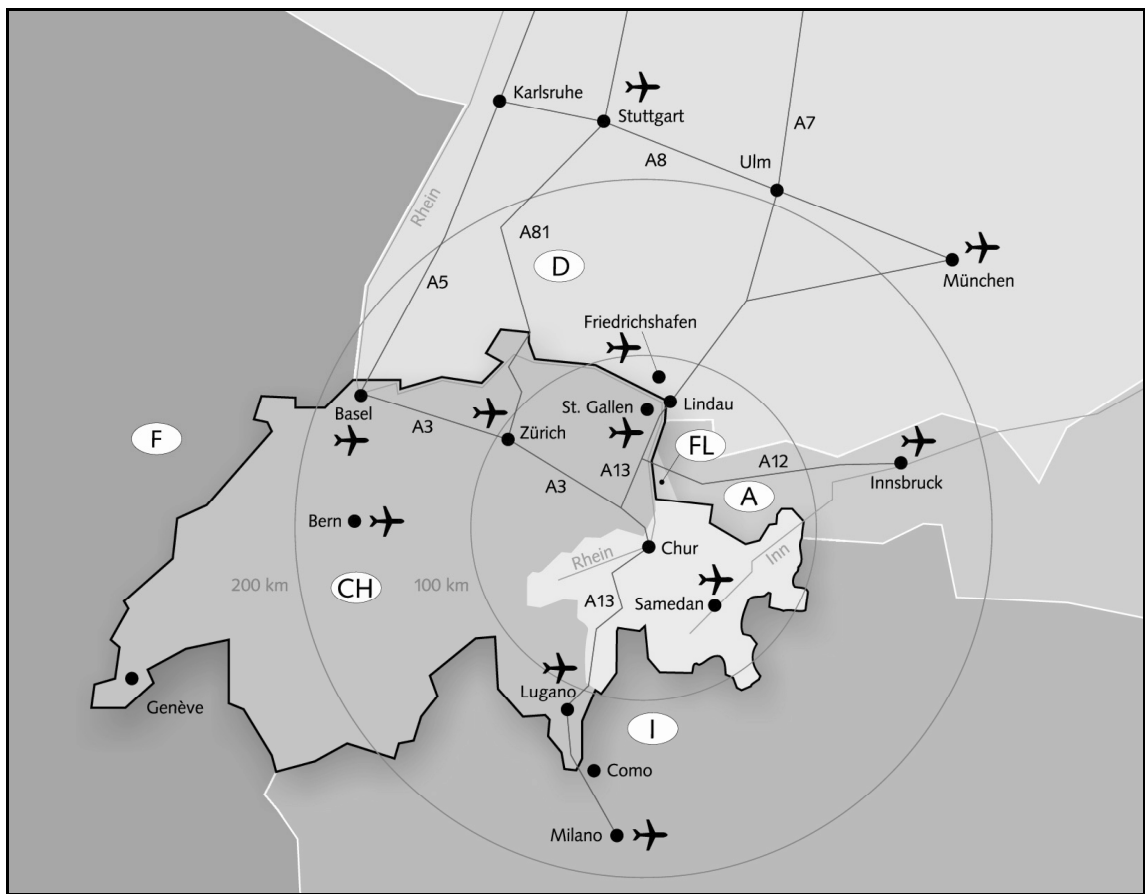 Karlsruhe
Stuttgart
A7
A8
Ulm
Rhein
A81
D
A5
München
Friedrichshafen
Basel
St. Gallen
Lindau
A3
Zürich
F
FL
A13
A12
A3
A
Innsbruck
Bern
Chur
Rhein
Inn
200 km
CH
100 km
A13
Samedan
Lugano
Genève
I
Como
Milano